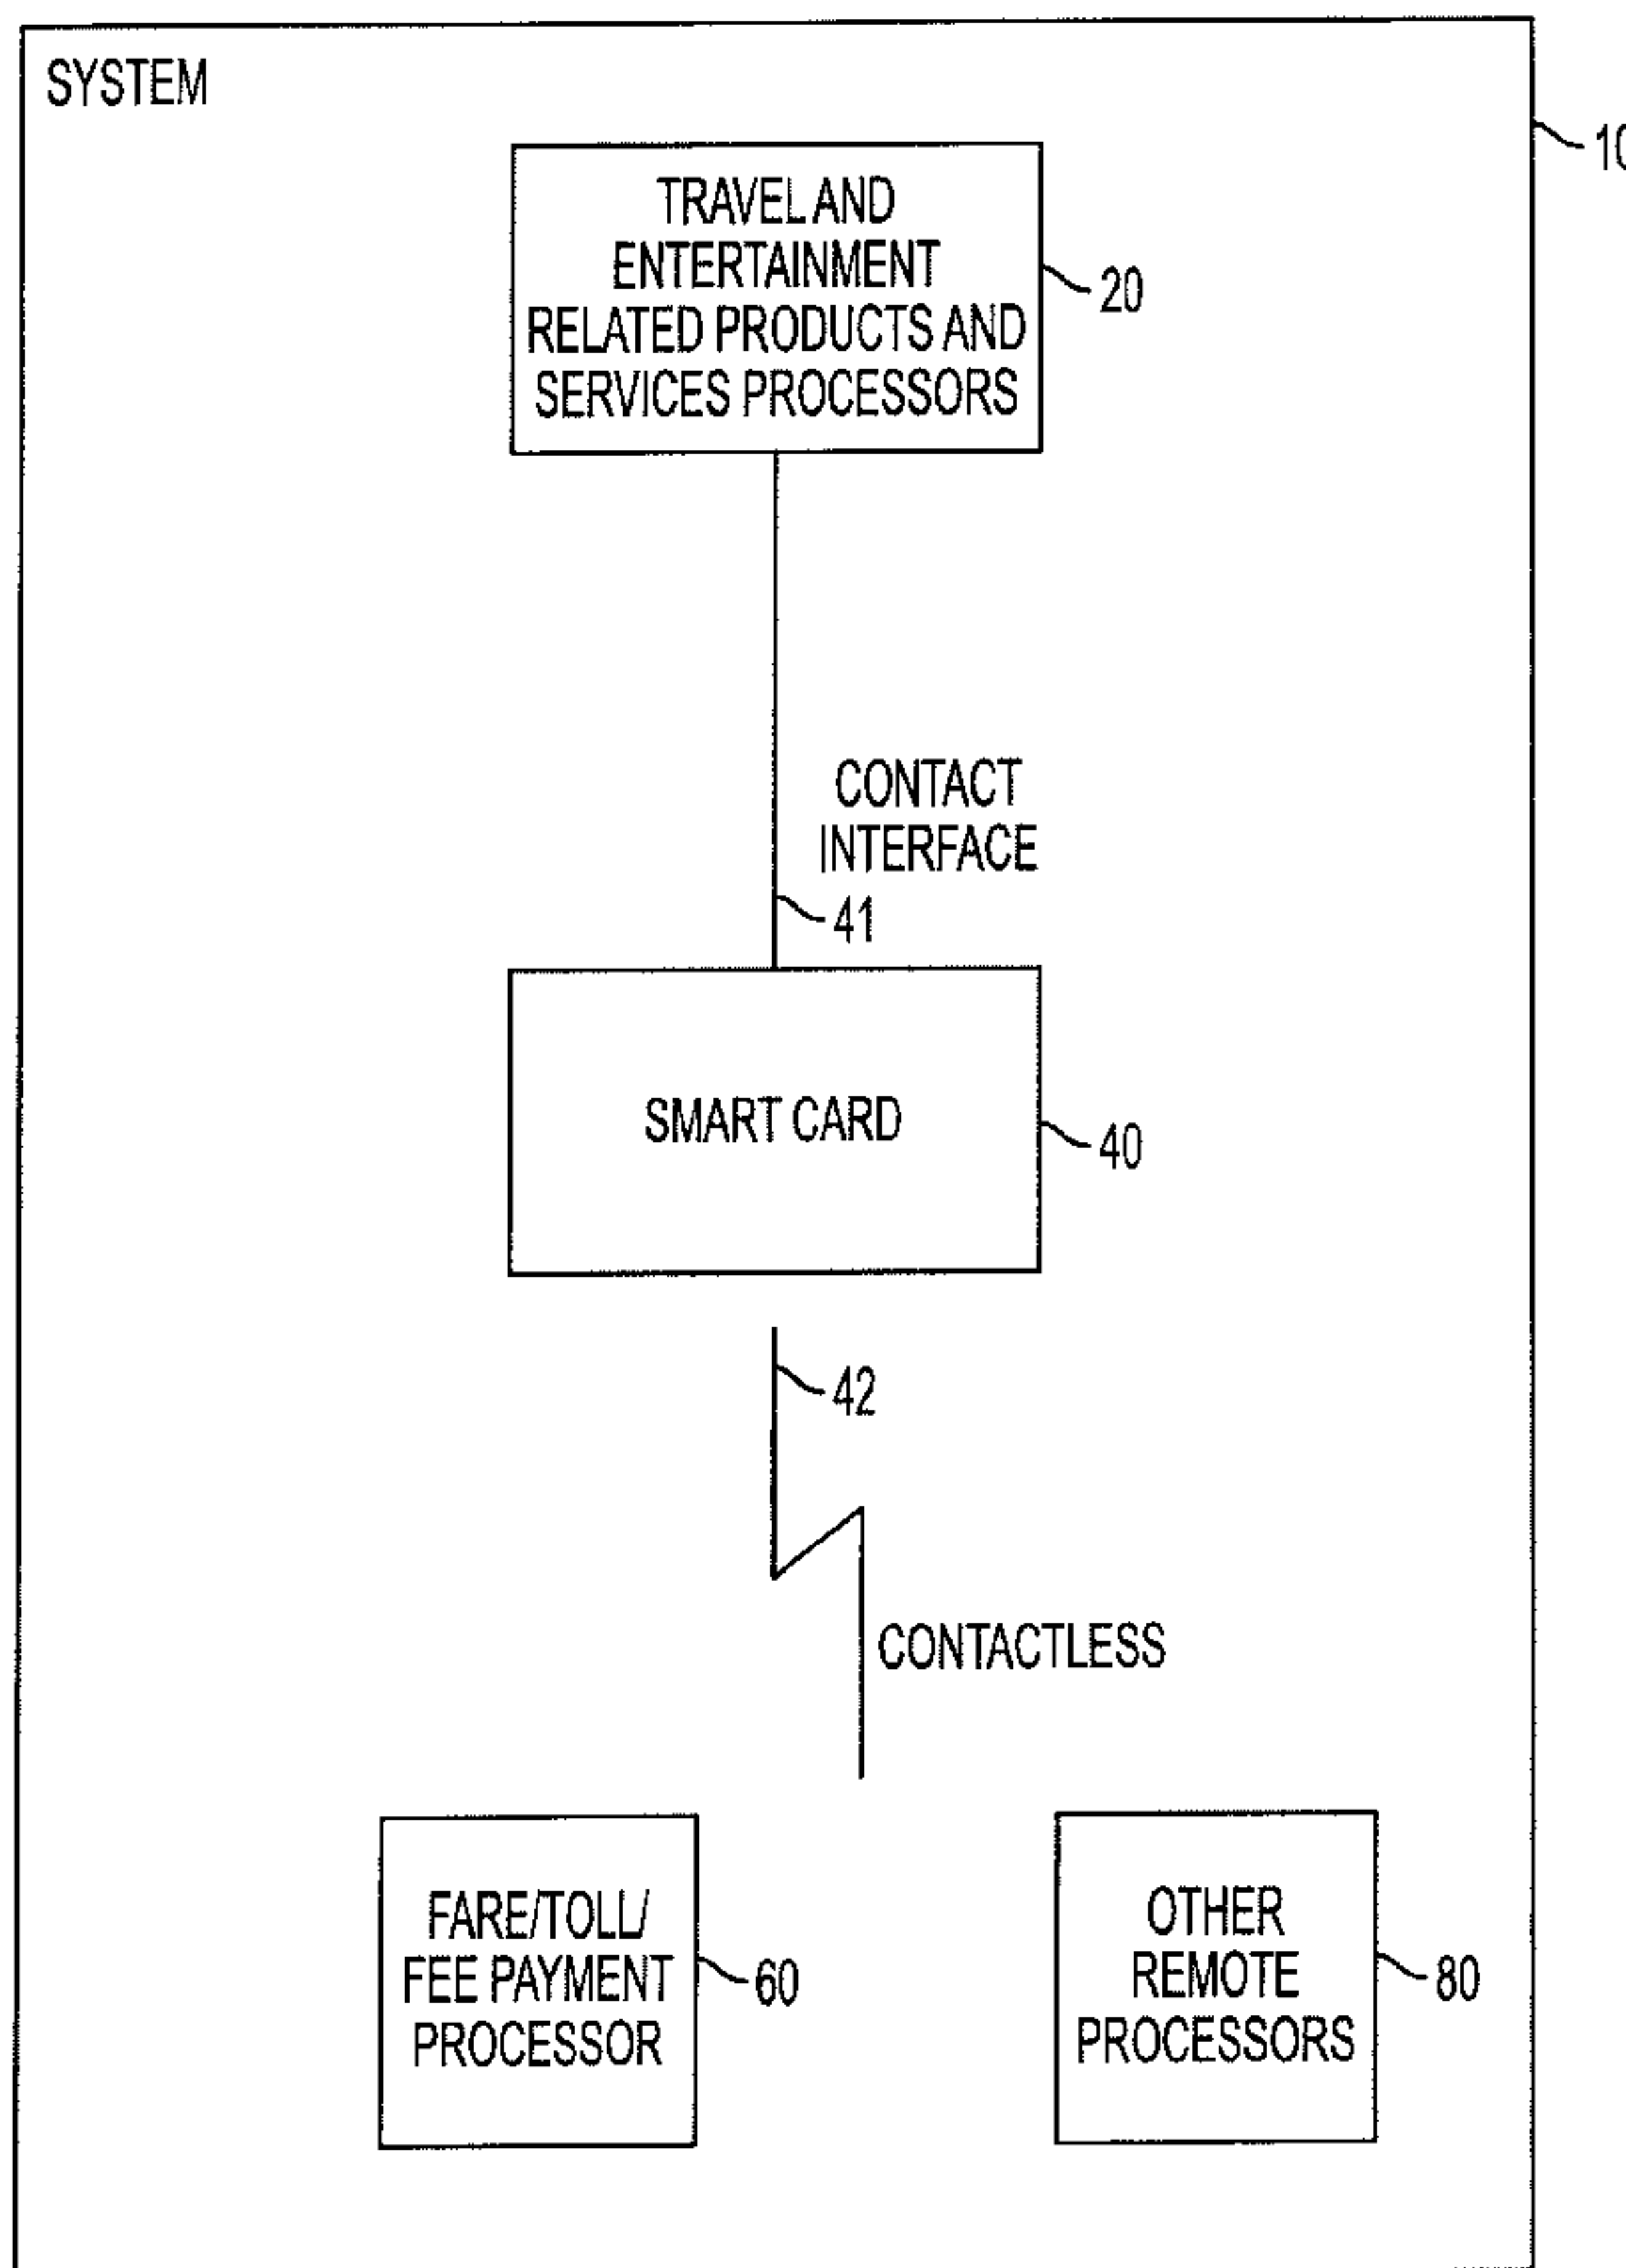 SYSTEM
10
TRAVEL AND
ENTERTAINMENT
RELATED PRODUCTS AND
SERVICES PROCESSORS
20
CONTACT
INTERFACE
41
SMART CARD
40
42
CONTACTLESS
FARE/TOLL/
FEE PAYMENT
PROCESSOR
60
OTHER
REMOTE
PROCESSORS
80